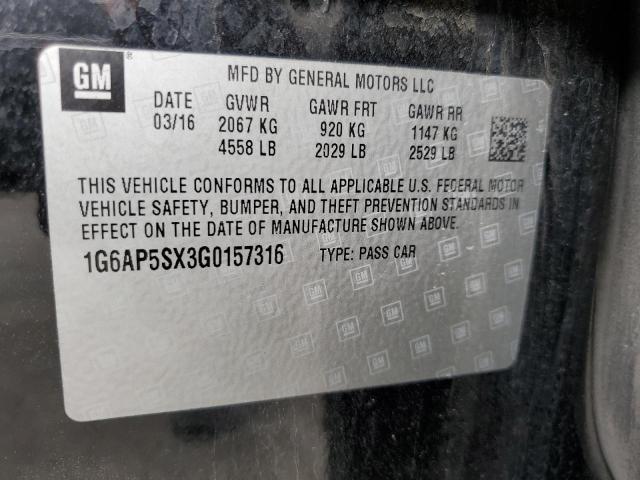 GM
®
MFD BY GENERAL MOTORS LLC
DATE GVWR GAWR FRT GAWR RR
03/16 2067 KG 920 KG 1147 KG
4558 LB 2029 LB 2529 LB
THIS VEHICLE CONFORMS TO ALL APPLICABLE U.S. FEDERAL MOTOR
VEHICLE SAFETY, BUMPER, AND THEFT PREVENTION STANDARDS IN
EFFECT ON THE DATE OF MANUFACTURE SHOWN ABOVE.
1G6AP5SX3G0157316 TYPE: PASS CAR